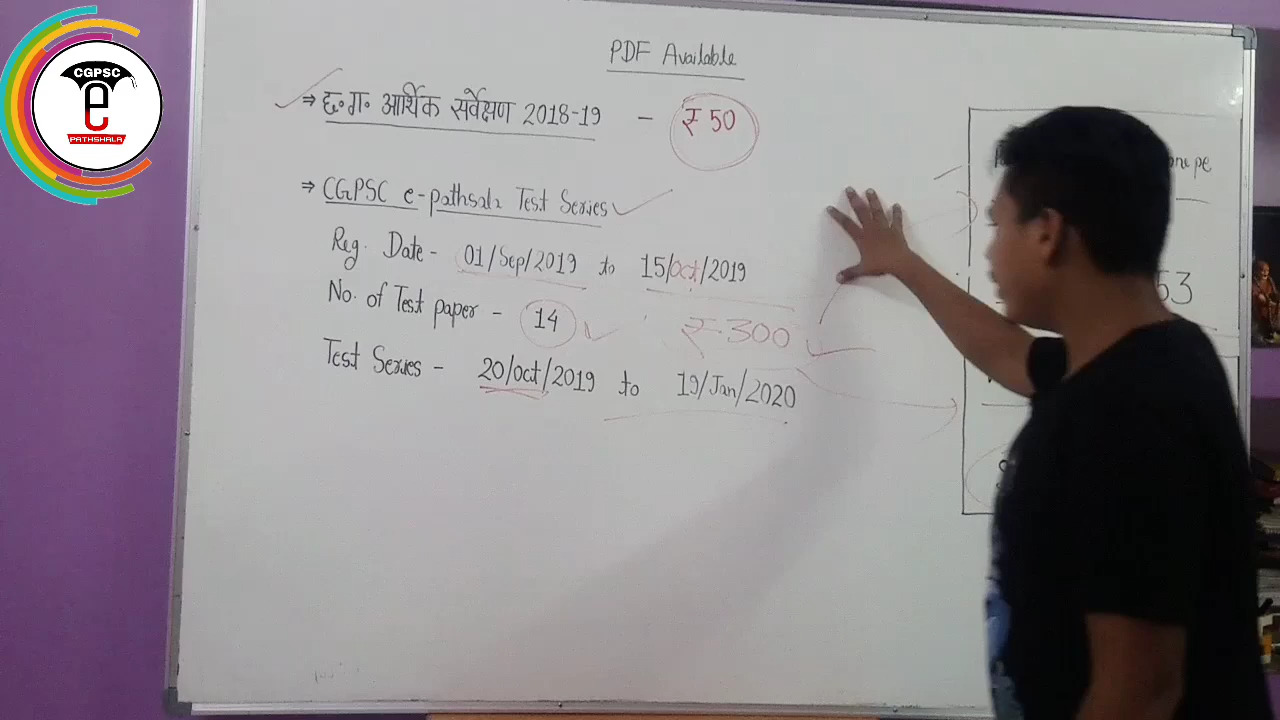 CGPSC
e
PATHSHALA
PDF Available
⇒ छ.ग. आर्थिक सर्वेक्षण 2018-19 - ₹ 50
⇒ CGPSC e-pathsala Test Series
Reg. Date - 01/Sep/2019 to 15/Oct/2019
No. of Test paper - 14
₹ 300
Test Series - 20/Oct/2019 to 19/Jan/2020
53